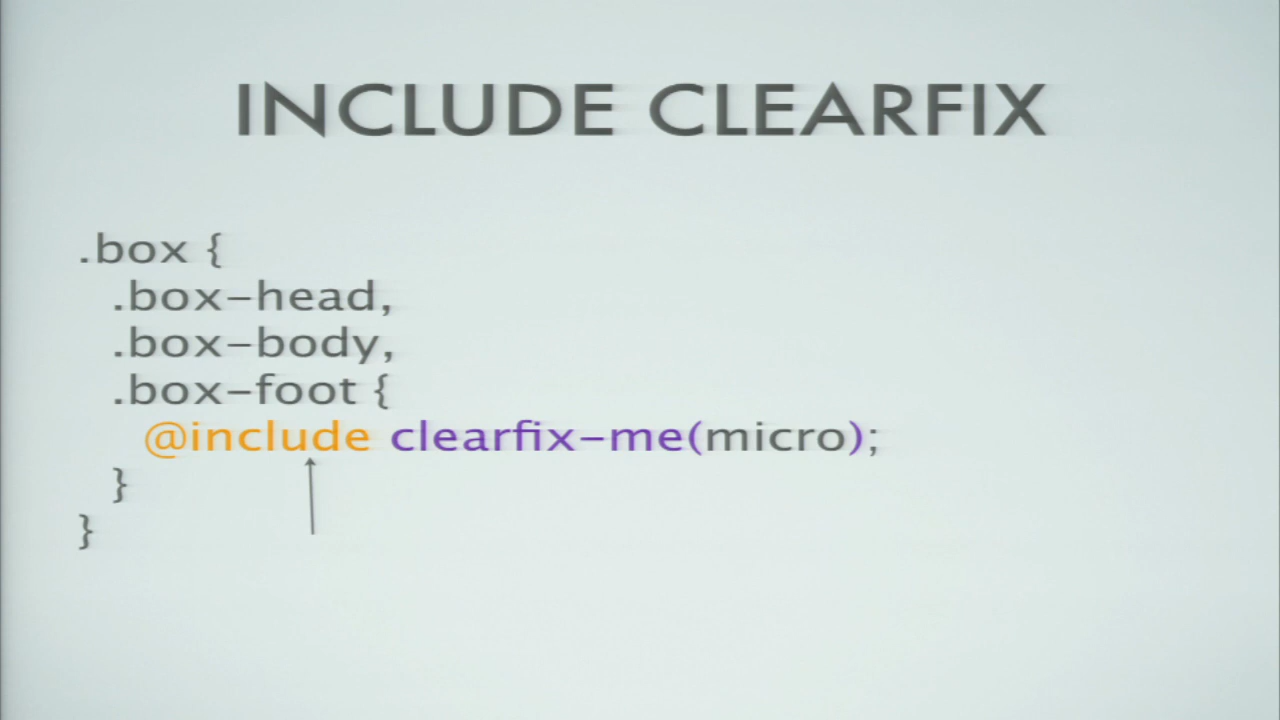 INCLUDE CLEARFIX
.box {
.box-head,
.box-body,
.box-foot {
@include clearfix-me(micro);
}
}